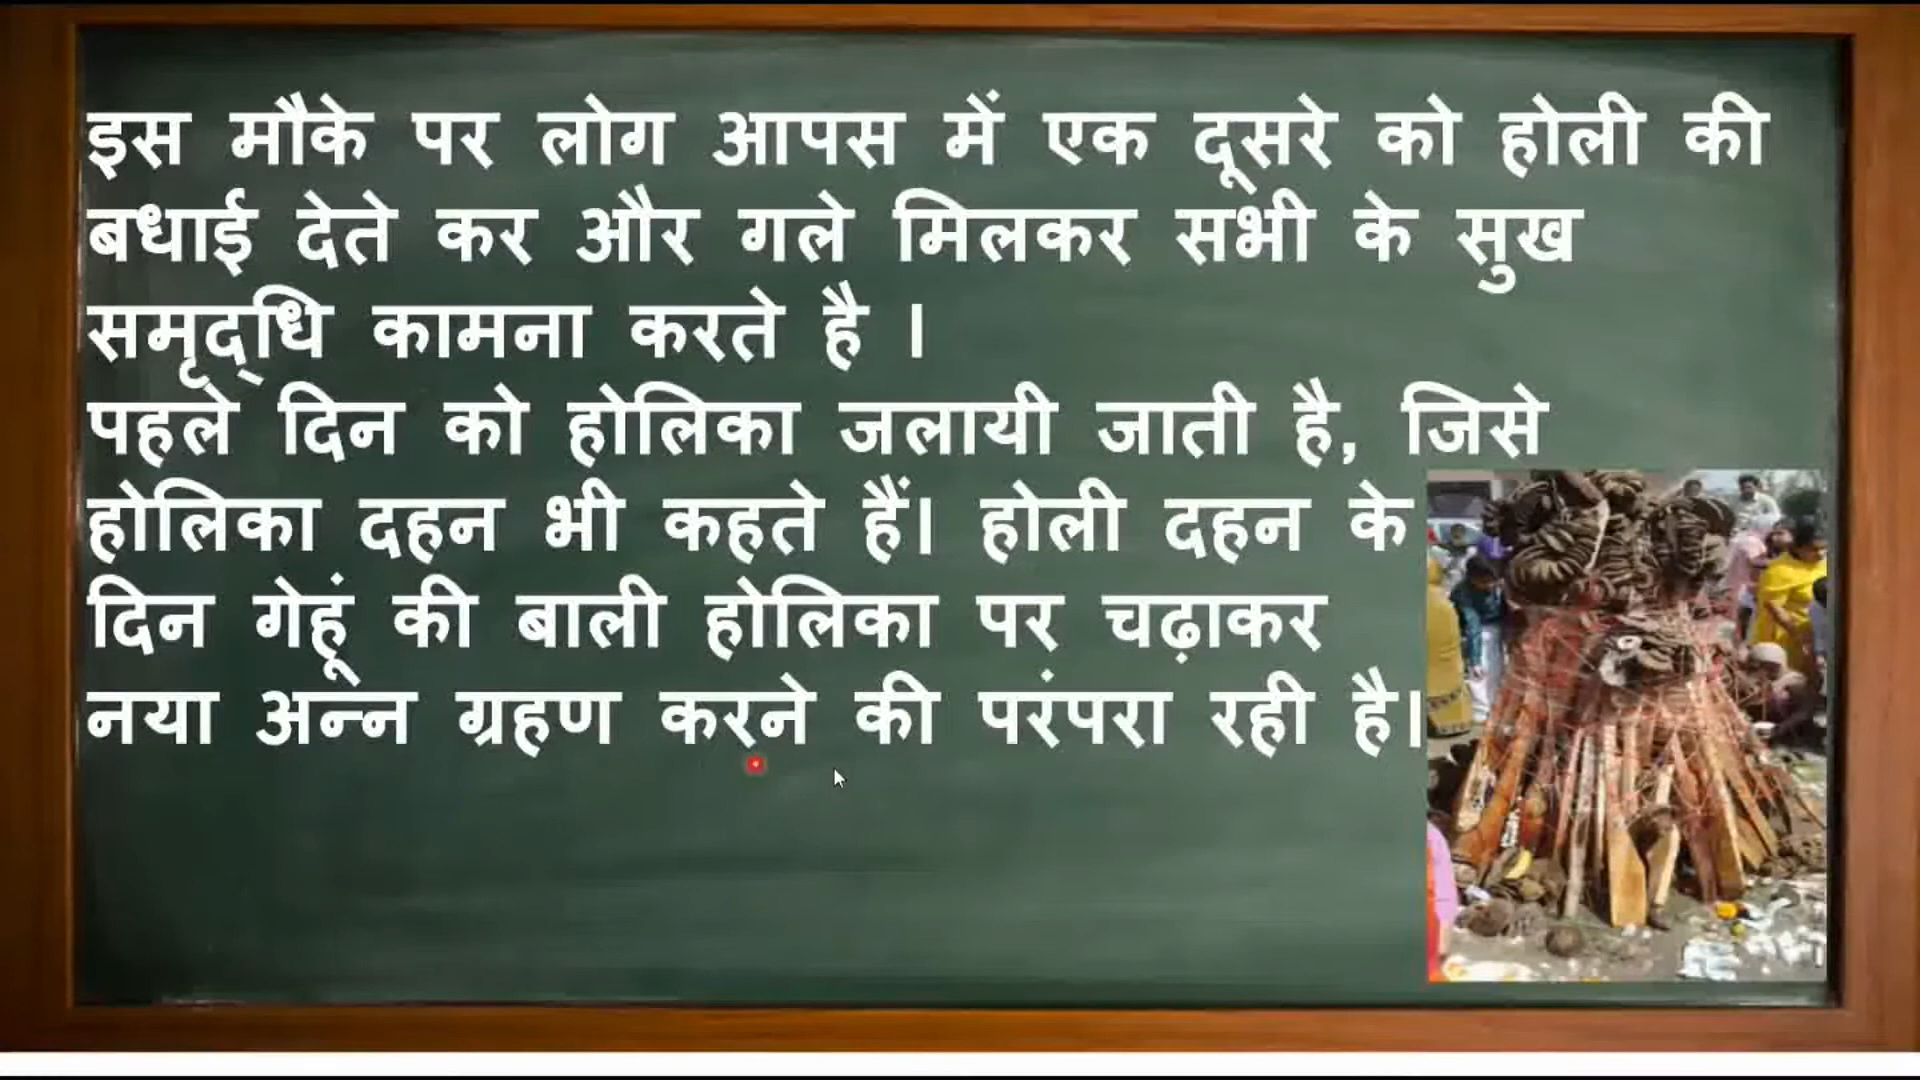 इस मौके पर लोग आपस में एक दूसरे को होली की
बधाई देते कर और गले मिलकर सभी के सुख
समृद्‌धि कामना करते है ।
पहले दिन को होलिका जलायी जाती है, जिसे
होलिका दहन भी कहते हैं। होली दहन के
दिन गेहूं की बाली होलिका पर चढ़ाकर
नया अन्न ग्रहण करने की परंपरा रही है।